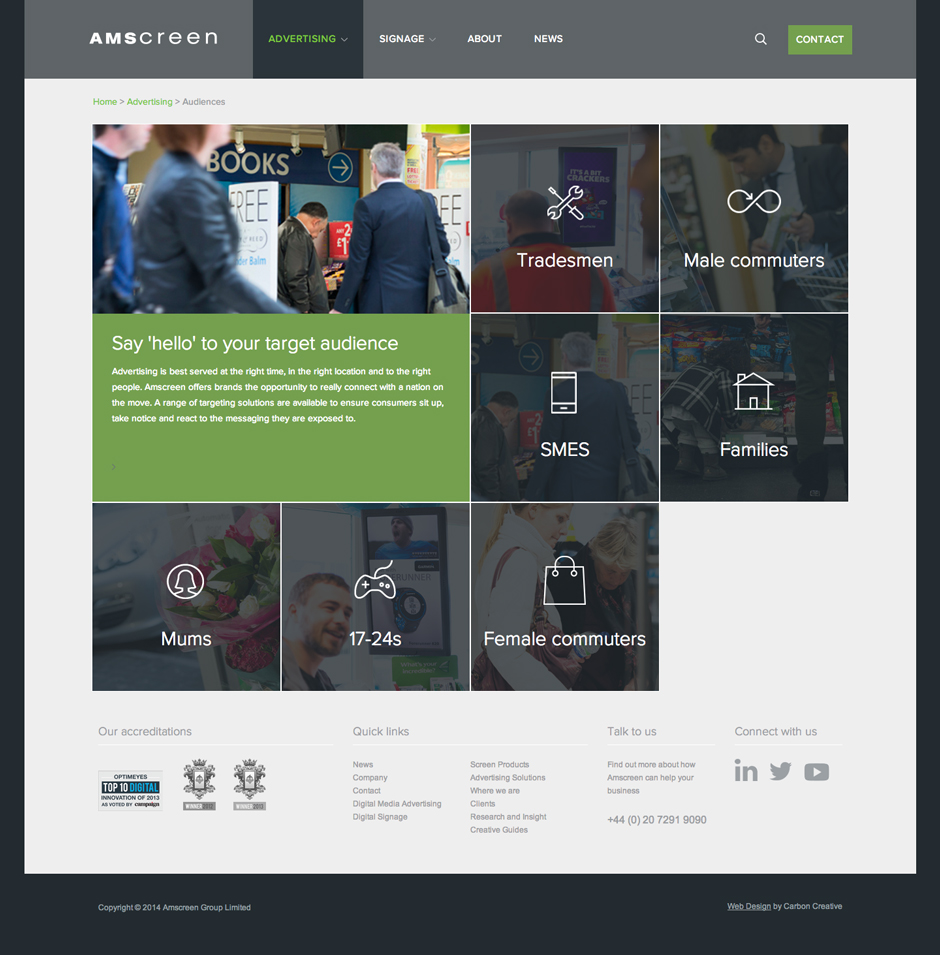 AMSCreen
ADVERTISING
SIGNAGE
ABOUT
NEWS
CONTACT
Home > Advertising > Audiences
BOOKS
FREE
IT'S A BIT
CRACKERS
Tradesmen
Male commuters
Say 'hello' to your target audience
Advertising is best served at the right time, in the right location and to the right
people. Amscreen offers brands the opportunity to really connect with a nation on
the move. A range of targeting solutions are available to ensure consumers sit up,
take notice and react to the messaging they are exposed to.
SMES
Families
Mums
17-24s
Female commuters
Our accreditations
OPTIMEYES
TOP 10 DIGITAL
INNOVATION OF 2013
AS VOTED BY campaign
WINNER 2013
WINNER 2013
Quick links
News
Company
Contact
Digital Media Advertising
Digital Signage
Screen Products
Advertising Solutions
Where we are
Clients
Research and Insight
Creative Guides
Talk to us
Find out more about how
Amscreen can help your
business
+44 (0) 20 7291 9090
Connect with us
in
Copyright © 2014 Amscreen Group Limited
Web Design by Carbon Creative